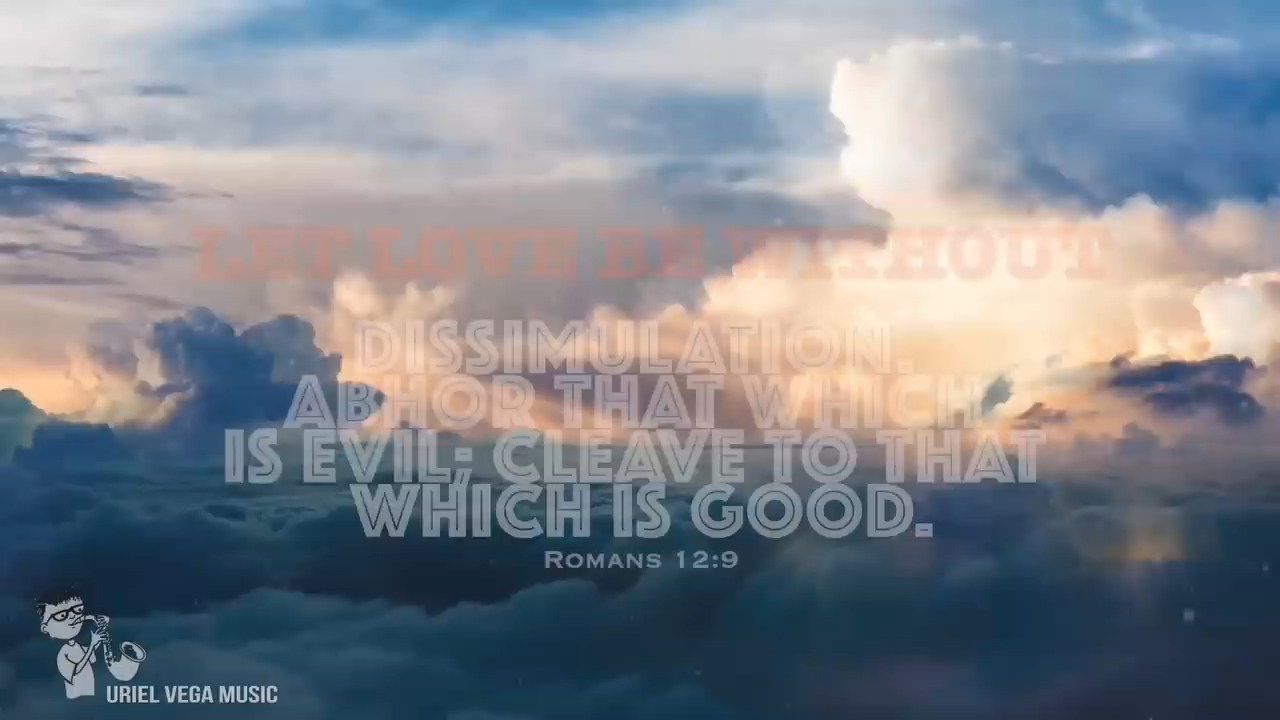 LET LOVE BE WITHOUT
DISSIMULATION.
ABHOR THAT WHICH
IS EVIL; CLEAVE TO THAT
WHICH IS GOOD.
ROMANS 12:9
URIEL VEGA MUSIC